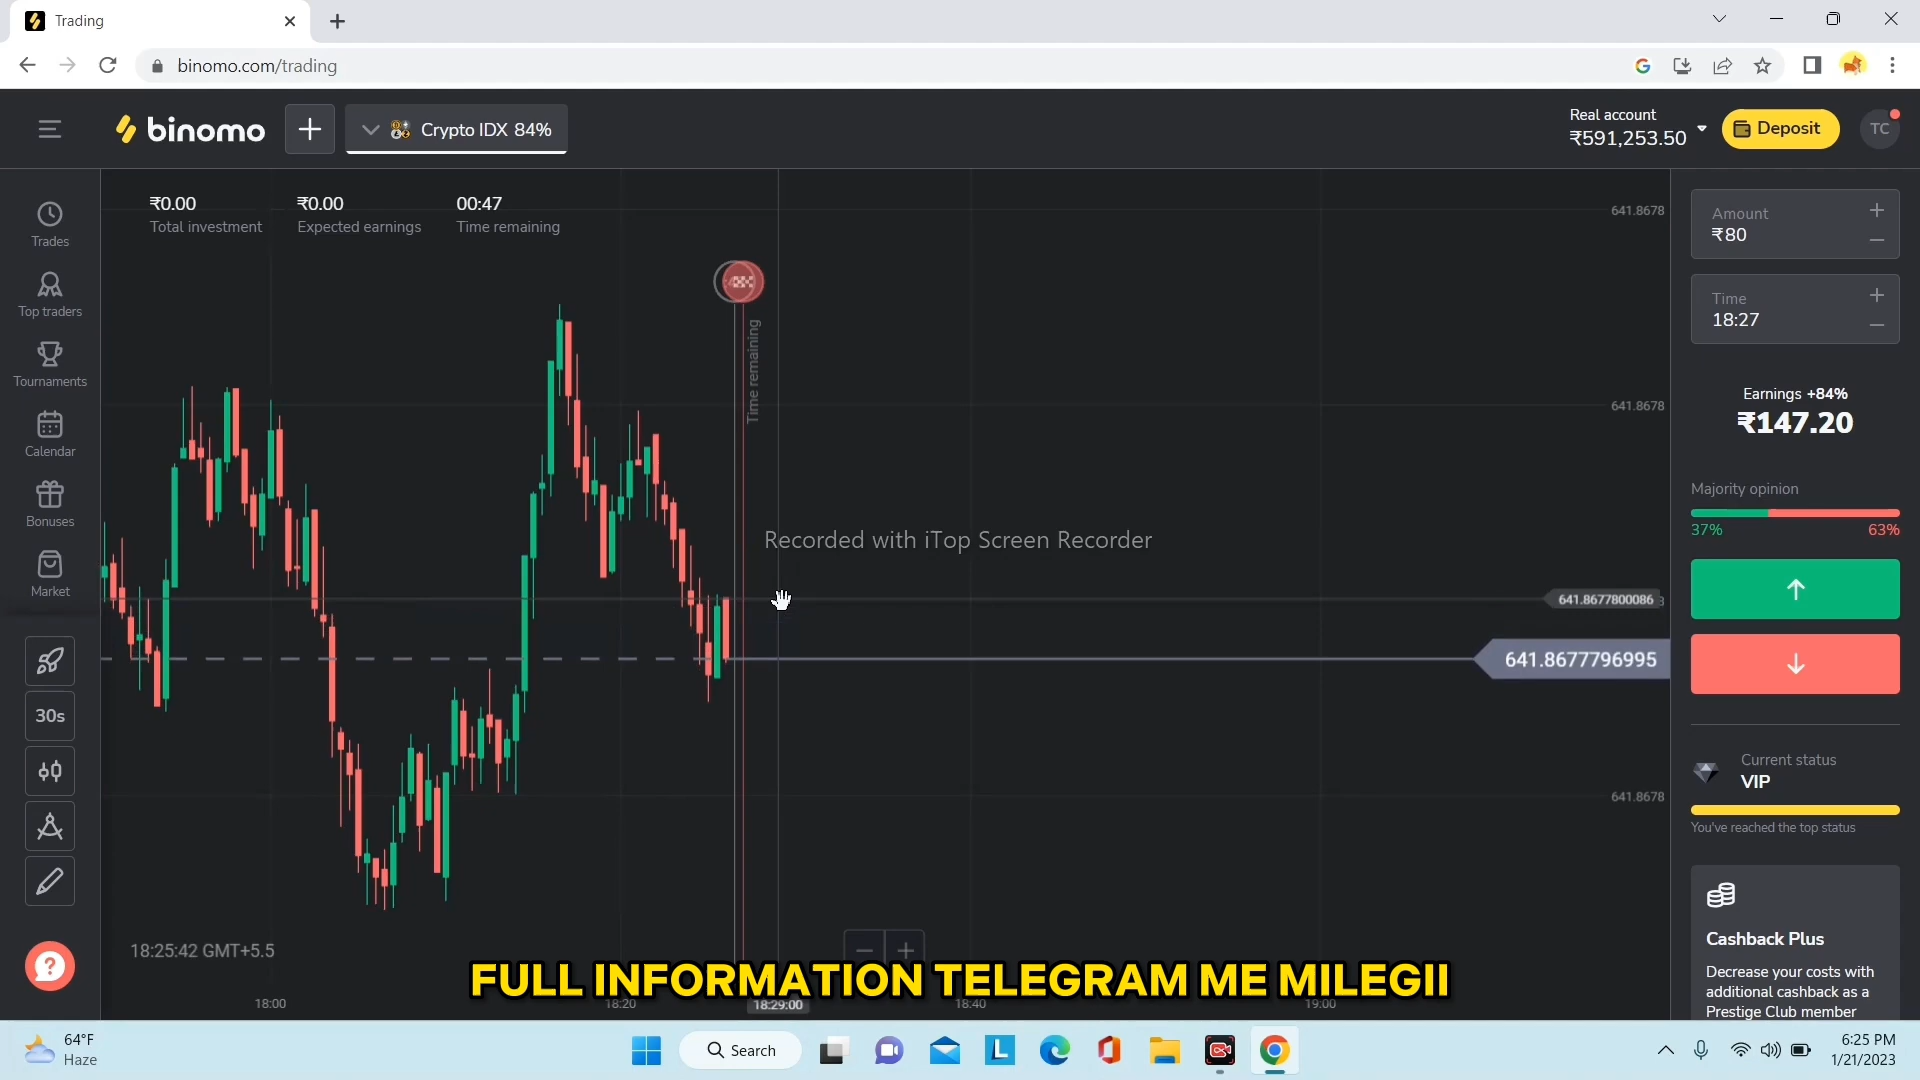 Trading
binomo.com/trading
binomo
Crypto IDX 84%
Real account
₹591,253.50
Deposit
TC
₹0.00
Total investment
₹0.00
Expected earnings
00:47
Time remaining
Trades
Top traders
Tournaments
Calendar
Bonuses
Market
30s
Time remaining
Recorded with iTop Screen Recorder
641.8678
641.8678
641.8677800086
641.8677796995
641.8678
Amount
₹80
Time
18:27
Earnings +84%
₹147.20
Majority opinion
37%
63%
Current status
VIP
You've reached the top status
Cashback Plus
Decrease your costs with
additional cashback as a
Prestige Club member
18:25:42 GMT+5.5
FULL INFORMATION TELEGRAM ME MILEGII
18:00
18:20
18:29:00
18:40
19:00
64°F
Haze
Search
6:25 PM
1/21/2023